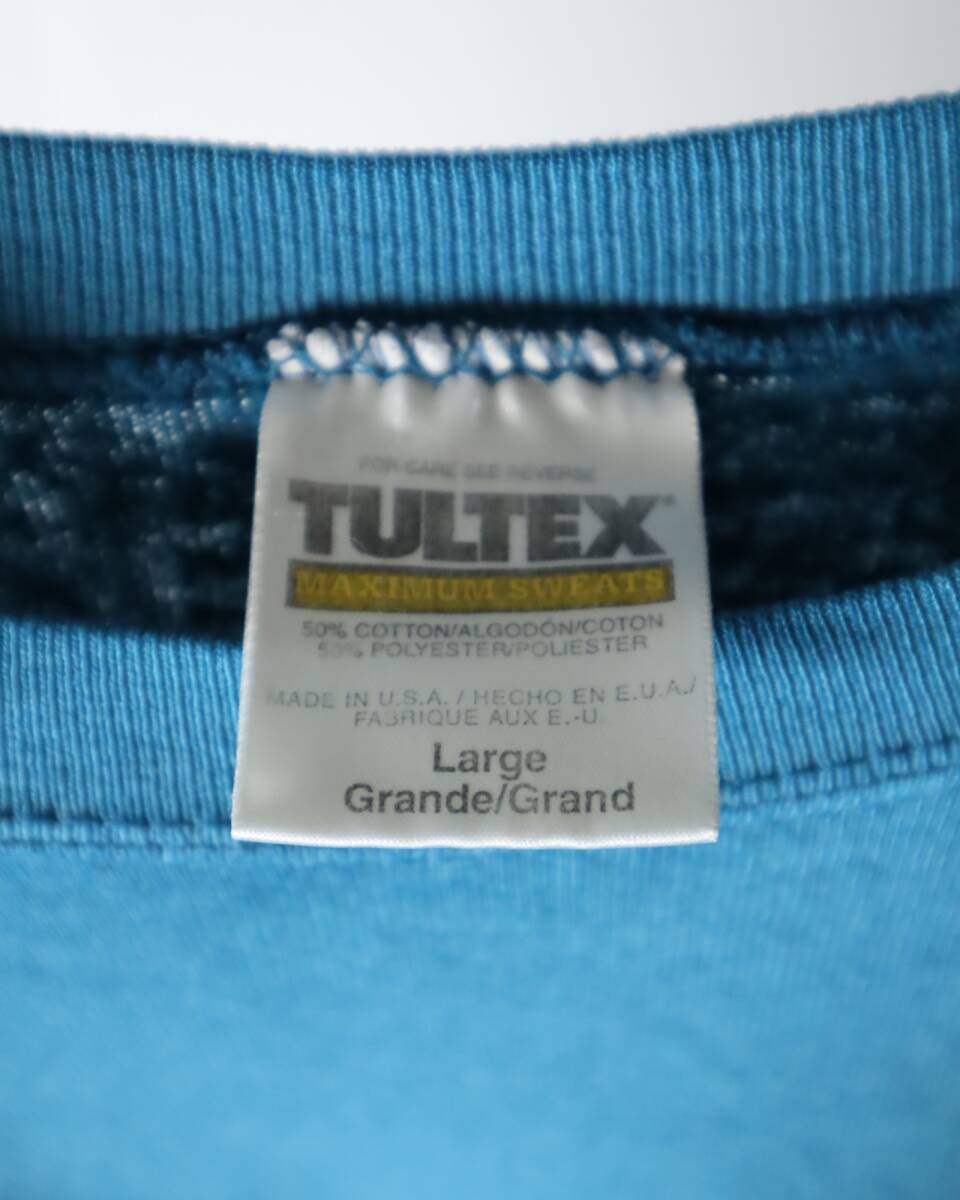 FOR CARE SEE REVERSE
TULTEX
MAXIMUM SWEATS
50% COTTON/ALGODÓN/COTON
50% POLYESTER/POLIESTER
MADE IN U.S.A. / HECHO EN E.U.A./
FABRIQUE AUX E.-U.
Large
Grande/Grand